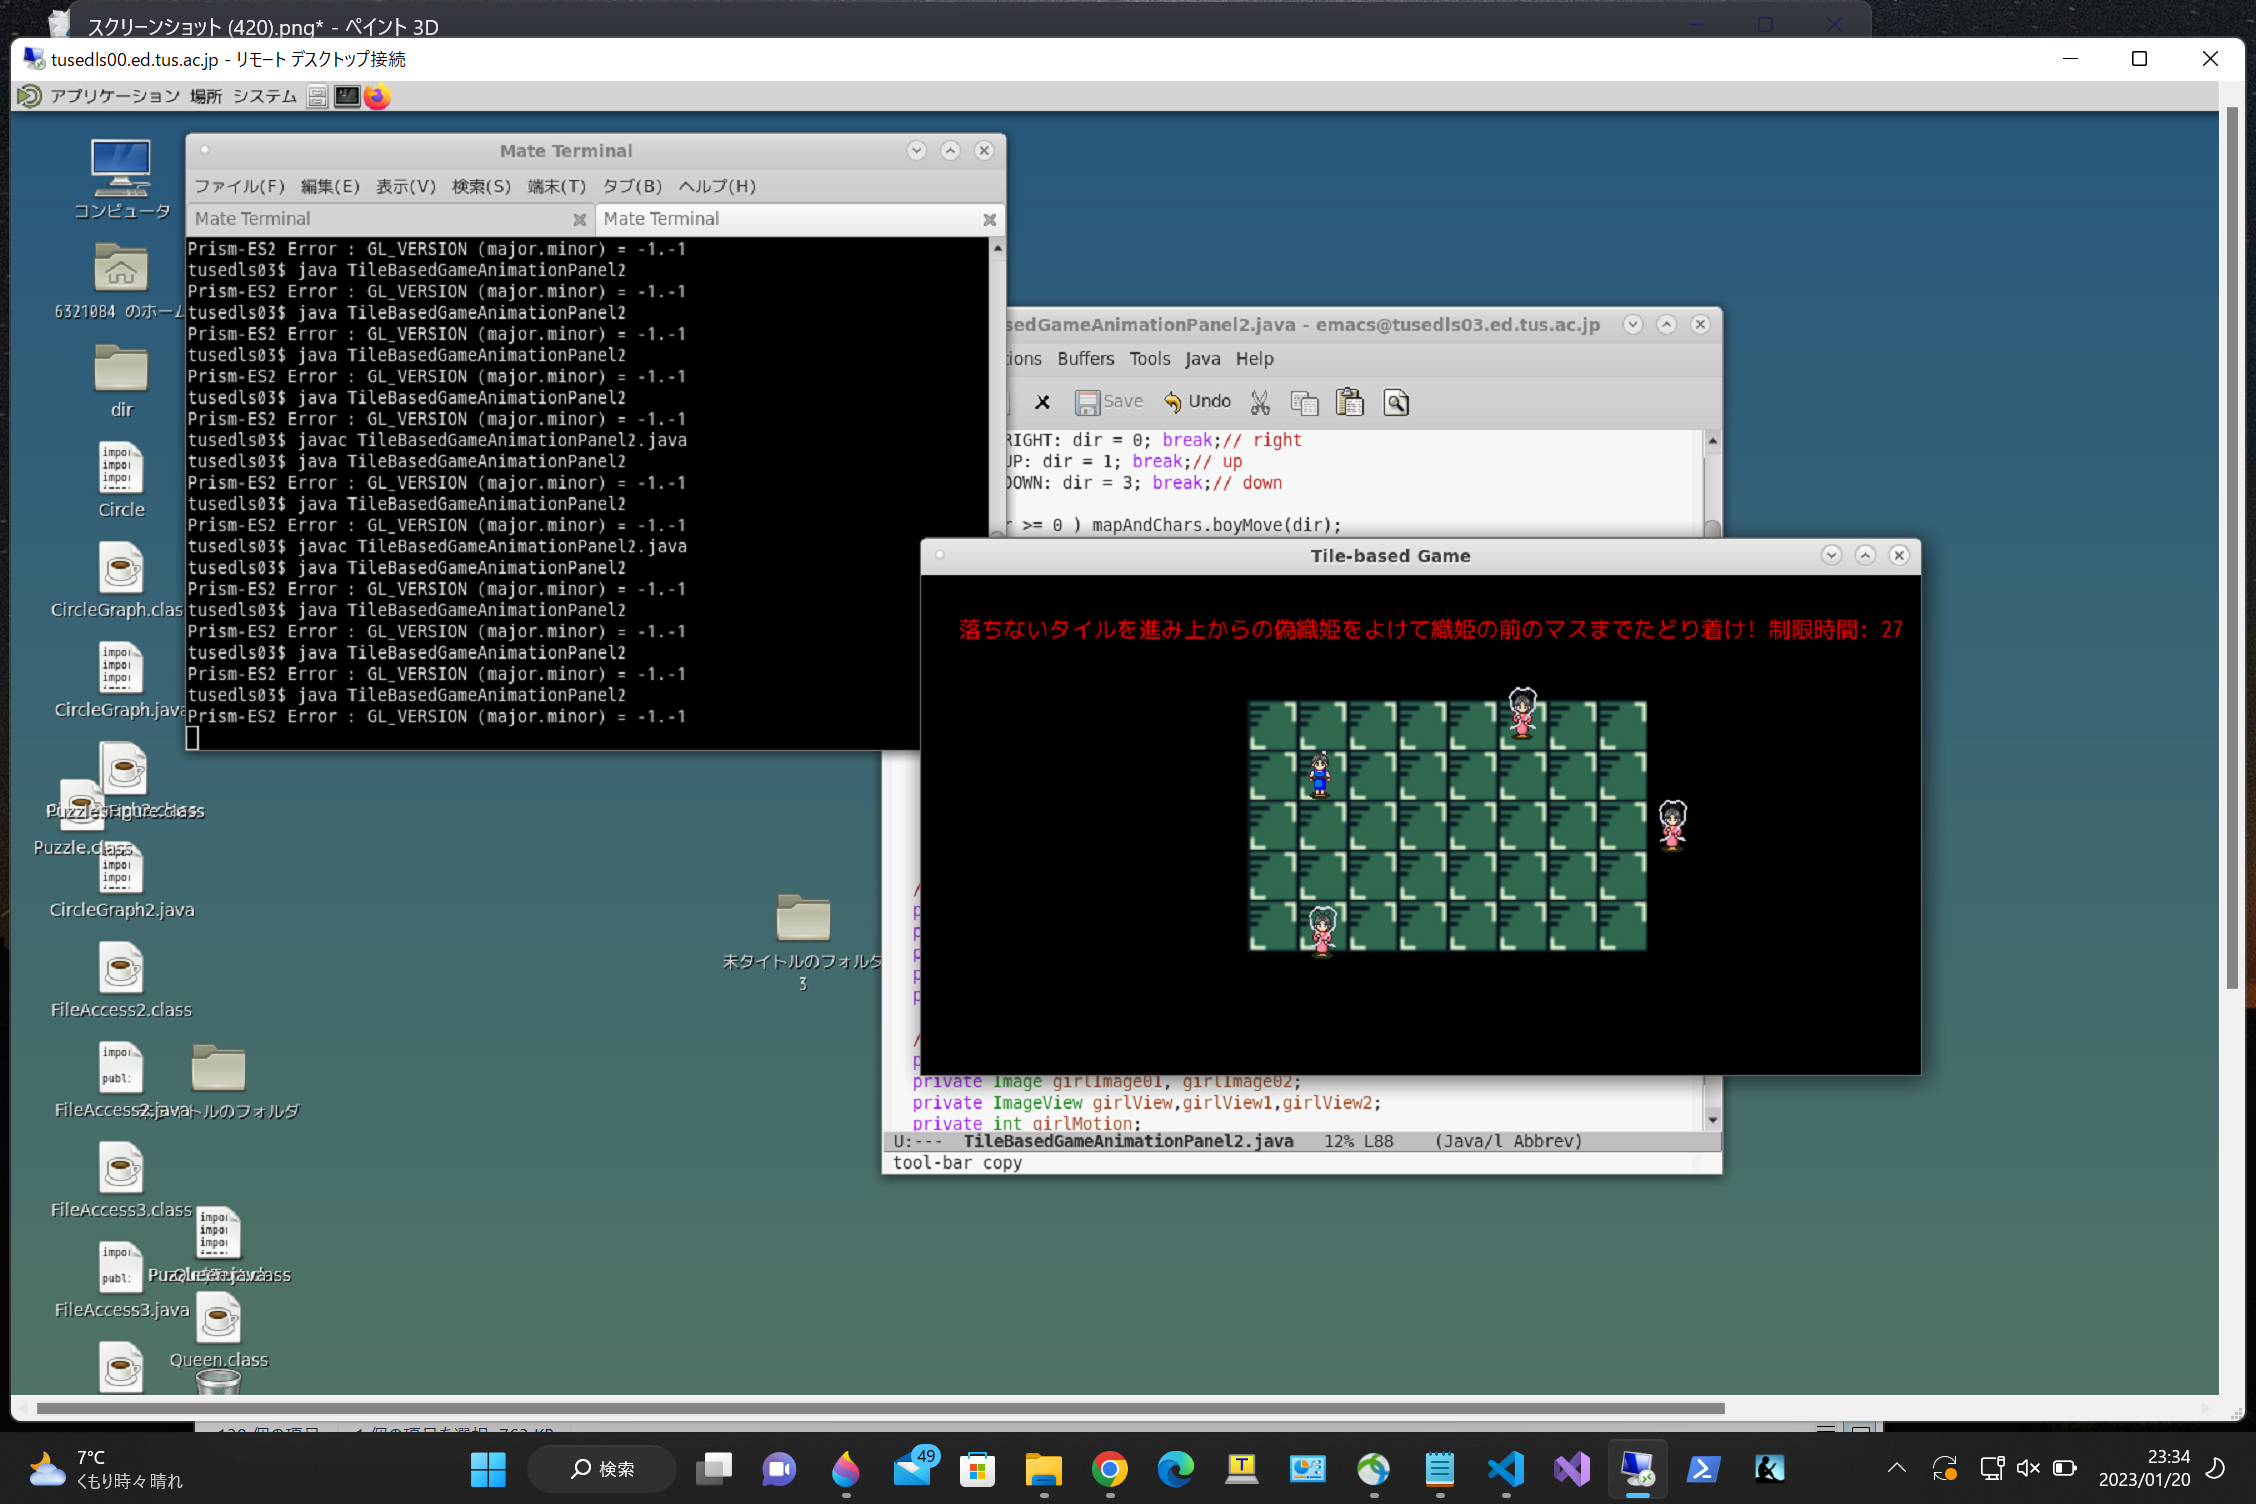 スクリーンショット (420).png* - ペイント 3D
tusedls00.ed.tus.ac.jp - リモート デスクトップ接続
アプリケーション 場所 システム
コンピュータ
6321084 のホーム
dir
Circle
CircleGraph.clas
CircleGraph.java
Puzzle.class
CircleGraph2.java
FileAccess2.class
FileAccess2.java
FileAccess3.class
FileAccess3.java
Queen.class
未タイトルのフォルダ
3
Mate Terminal
ファイル(F) 編集(E) 表示(V) 検索(S) 端末(T) タブ(B) ヘルプ(H)
Mate Terminal
Mate Terminal
Prism-ES2 Error : GL_VERSION (major.minor) = -1.-1
tusedls03$ java TileBasedGameAnimationPanel2
Prism-ES2 Error : GL_VERSION (major.minor) = -1.-1
tusedls03$ java TileBasedGameAnimationPanel2
Prism-ES2 Error : GL_VERSION (major.minor) = -1.-1
tusedls03$ java TileBasedGameAnimationPanel2
Prism-ES2 Error : GL_VERSION (major.minor) = -1.-1
tusedls03$ java TileBasedGameAnimationPanel2
Prism-ES2 Error : GL_VERSION (major.minor) = -1.-1
tusedls03$ javac TileBasedGameAnimationPanel2.java
tusedls03$ java TileBasedGameAnimationPanel2
Prism-ES2 Error : GL_VERSION (major.minor) = -1.-1
tusedls03$ java TileBasedGameAnimationPanel2
Prism-ES2 Error : GL_VERSION (major.minor) = -1.-1
tusedls03$ javac TileBasedGameAnimationPanel2.java
tusedls03$ java TileBasedGameAnimationPanel2
Prism-ES2 Error : GL_VERSION (major.minor) = -1.-1
tusedls03$ java TileBasedGameAnimationPanel2
Prism-ES2 Error : GL_VERSION (major.minor) = -1.-1
tusedls03$ java TileBasedGameAnimationPanel2
Prism-ES2 Error : GL_VERSION (major.minor) = -1.-1
tusedls03$ java TileBasedGameAnimationPanel2
Prism-ES2 Error : GL_VERSION (major.minor) = -1.-1
sedGameAnimationPanel2.java - emacs@tusedls03.ed.tus.ac.jp
ions Buffers Tools Java Help
Save Undo
RIGHT: dir = 0; break;// right
UP: dir = 1; break;// up
DOWN: dir = 3; break;// down
r >= 0 ) mapAndChars.boyMove(dir);
Tile-based Game
落ちないタイルを進み上からの偽織姫をよけて織姫の前のマスまでたどり着け! 制限時間: 27
private Image girlImage01, girlImage02;
private ImageView girlView,girlView1,girlView2;
private int girlMotion;
U:--- TileBasedGameAnimationPanel2.java 12% L88 (Java/l Abbrev)
tool-bar copy
7°C
くもり時々晴れ
検索
49
23:34
2023/01/20